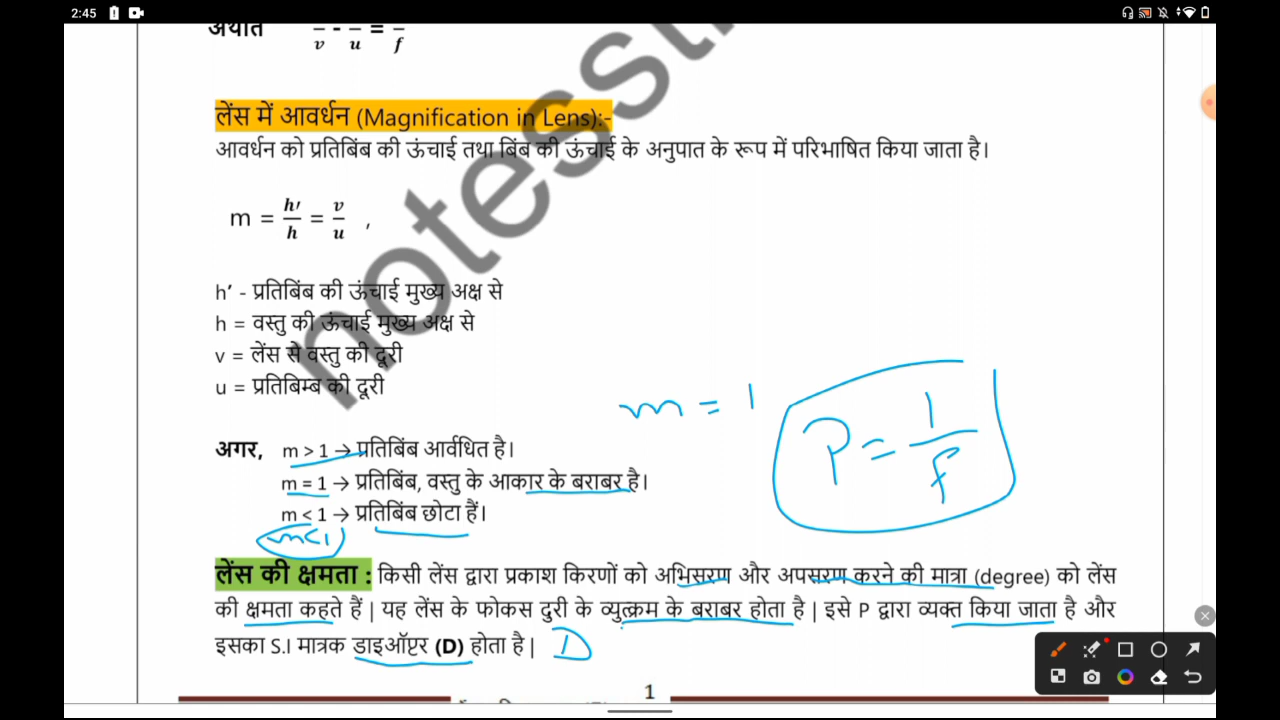 2:45
अर्थात
v - u = f
लेंस में आवर्धन (Magnification in Lens):-
आवर्धन को प्रतिबिंब की ऊंचाई तथा बिंब की ऊंचाई के अनुपात के रूप में परिभाषित किया जाता है।
m = h′/h = v/u ,
h′ - प्रतिबिंब की ऊंचाई मुख्य अक्ष से
h = वस्तु की ऊंचाई मुख्य अक्ष से
v = लेंस से वस्तु की दूरी
u = प्रतिबिम्ब की दूरी
m = 1
P = 1/f
अगर, m > 1 → प्रतिबिंब आर्वधित है।
m = 1 → प्रतिबिंब, वस्तु के आकार के बराबर है।
m < 1 → प्रतिबिंब छोटा हैं।
m<1
लेंस की क्षमता : किसी लेंस द्वारा प्रकाश किरणों को अभिसरण और अपसरण करने की मात्रा (degree) को लेंस
की क्षमता कहते हैं | यह लेंस के फोकस दुरी के व्युत्क्रम के बराबर होता है | इसे P द्वारा व्यक्त किया जाता है और
इसका S.I मात्रक डाइऑप्टर (D) होता है | D
1
notesst